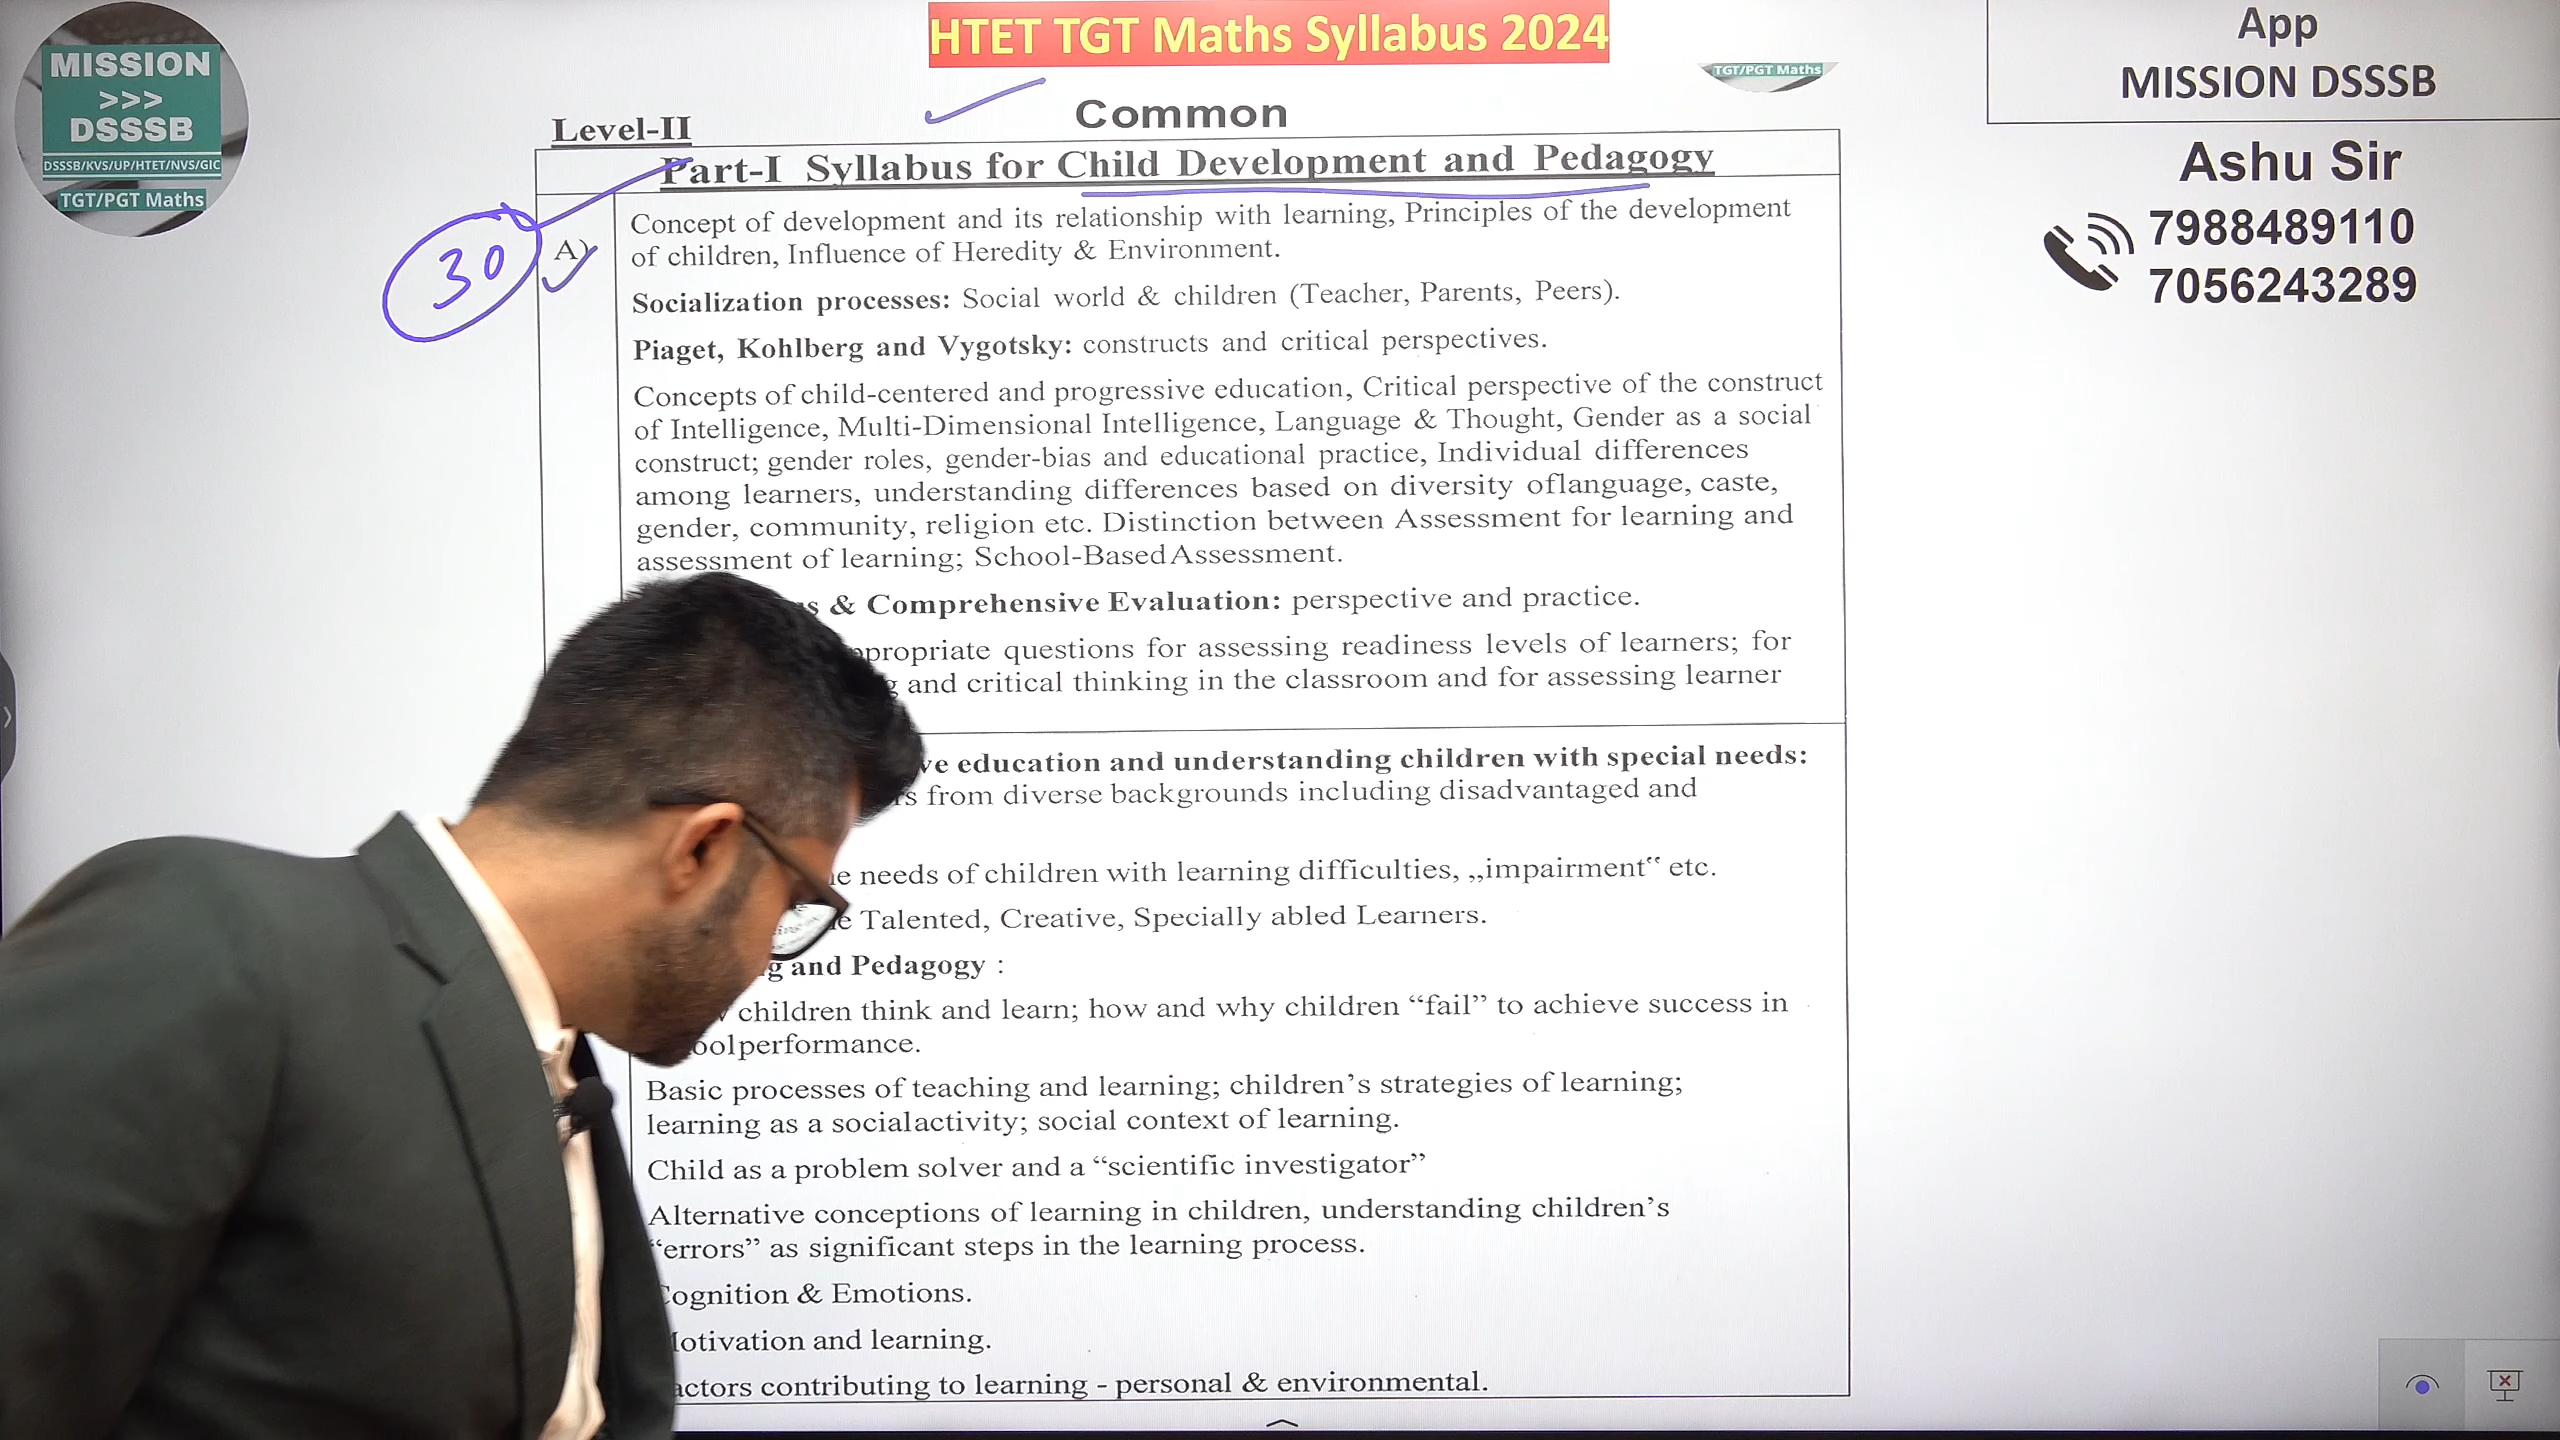 HTET TGT Maths Syllabus 2024
MISSION
>>>
DSSSB
DSSSB/KVS/UP/HTET/NVS/GIC
TGT/PGT Maths
App
MISSION DSSSB
TGT/PGT Maths
Ashu Sir
7988489110
7056243289
Common
Level-II
Part-I Syllabus for Child Development and Pedagogy
30
A)
Concept of development and its relationship with learning, Principles of the development
of children, Influence of Heredity & Environment.
Socialization processes: Social world & children (Teacher, Parents, Peers).
Piaget, Kohlberg and Vygotsky: constructs and critical perspectives.
Concepts of child-centered and progressive education, Critical perspective of the construct
of Intelligence, Multi-Dimensional Intelligence, Language & Thought, Gender as a social
construct; gender roles, gender-bias and educational practice, Individual differences
among learners, understanding differences based on diversity oflanguage, caste,
gender, community, religion etc. Distinction between Assessment for learning and
assessment of learning; School-Based Assessment.
& Comprehensive Evaluation: perspective and practice.
questions for assessing readiness levels of learners; for
and critical thinking in the classroom and for assessing learner
education and understanding children with special needs:
from diverse backgrounds including disadvantaged and
needs of children with learning difficulties, „impairment‟ etc.
Talented, Creative, Specially abled Learners.
and Pedagogy :
children think and learn; how and why children “fail” to achieve success in
performance.
Basic processes of teaching and learning; children’s strategies of learning;
learning as a socialactivity; social context of learning.
Child as a problem solver and a “scientific investigator”
Alternative conceptions of learning in children, understanding children’s
“errors” as significant steps in the learning process.
Cognition & Emotions.
Motivation and learning.
actors contributing to learning - personal & environmental.